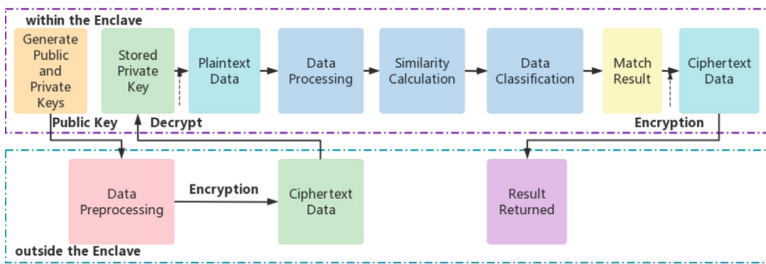 within the Enclave
Generate
Public
and
Private
Keys
Stored
Private
Key
Plaintext
Data
Data
Processing
Similarity
Calculation
Data
Classification
Match
Result
Ciphertext
Data
Public Key
Decrypt
Encryption
Data
Preprocessing
Encryption
Ciphertext
Data
Result
Returned
outside the Enclave